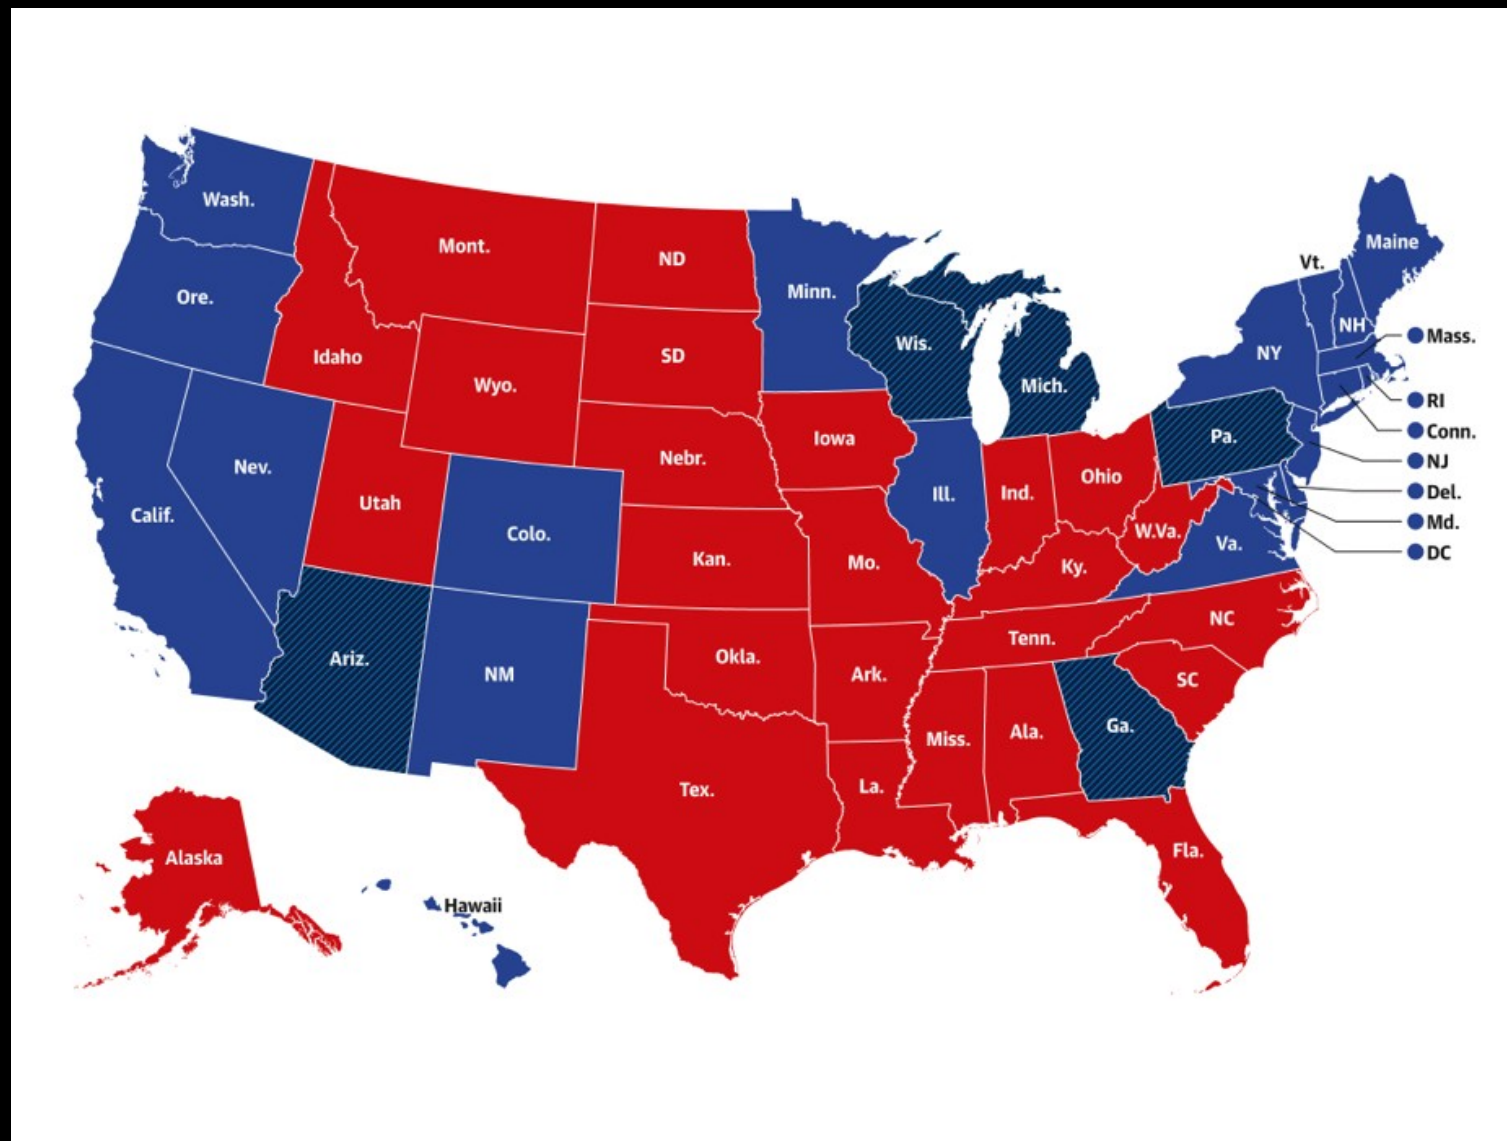 Wash.
Mont.
ND
Minn.
Maine
Vt.
Ore.
Idaho
Wyo.
SD
Wis.
Mich.
NY
NH
Mass.
RI
Conn.
NJ
Del.
Md.
DC
Calif.
Nev.
Utah
Colo.
Nebr.
Iowa
Ill.
Ind.
Ohio
Pa.
W.Va.
Va.
Kan.
Mo.
Ky.
Ariz.
NM
Okla.
Ark.
Tenn.
NC
SC
Tex.
La.
Miss.
Ala.
Ga.
Fla.
Alaska
Hawaii